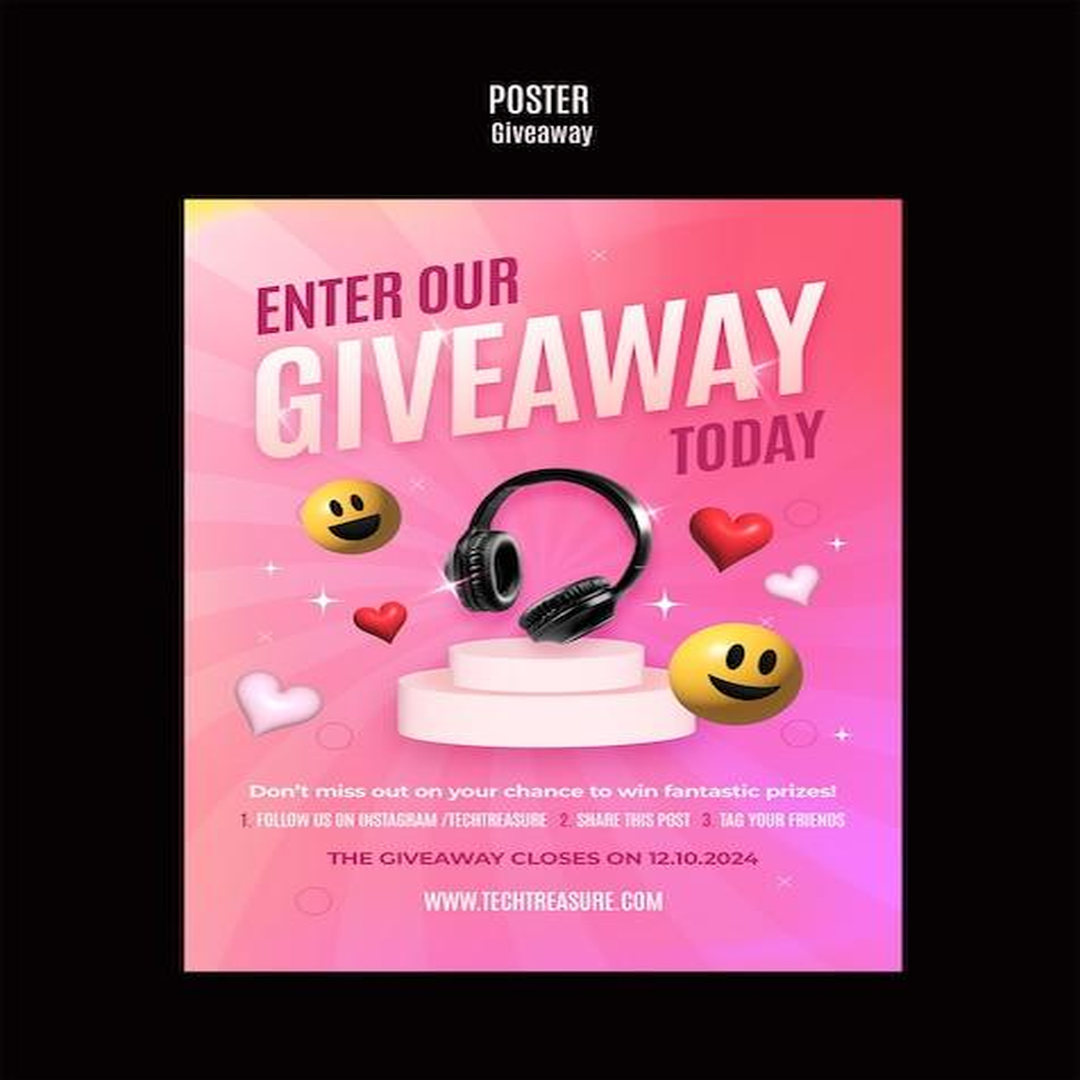 POSTER
Giveaway
ENTER OUR
GIVEAWAY
TODAY
Don't miss out on your chance to win fantastic prizes!
1. FOLLOW US ON INSTAGRAM /TECHTREASURE 2. SHARE THIS POST 3. TAG YOUR FRIENDS
THE GIVEAWAY CLOSES ON 12.10.2024
WWW.TECHTREASURE.COM